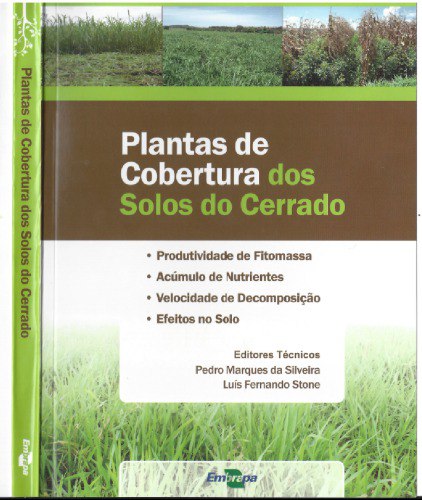 Plantas de Cobertura dos Solos do Cerrado
Embrapa
Plantas de
Cobertura dos
Solos do Cerrado
• Produtividade de Fitomassa
• Acúmulo de Nutrientes
• Velocidade de Decomposição
• Efeitos no Solo
Editores Técnicos
Pedro Marques da Silveira
Luís Fernando Stone
Embrapa